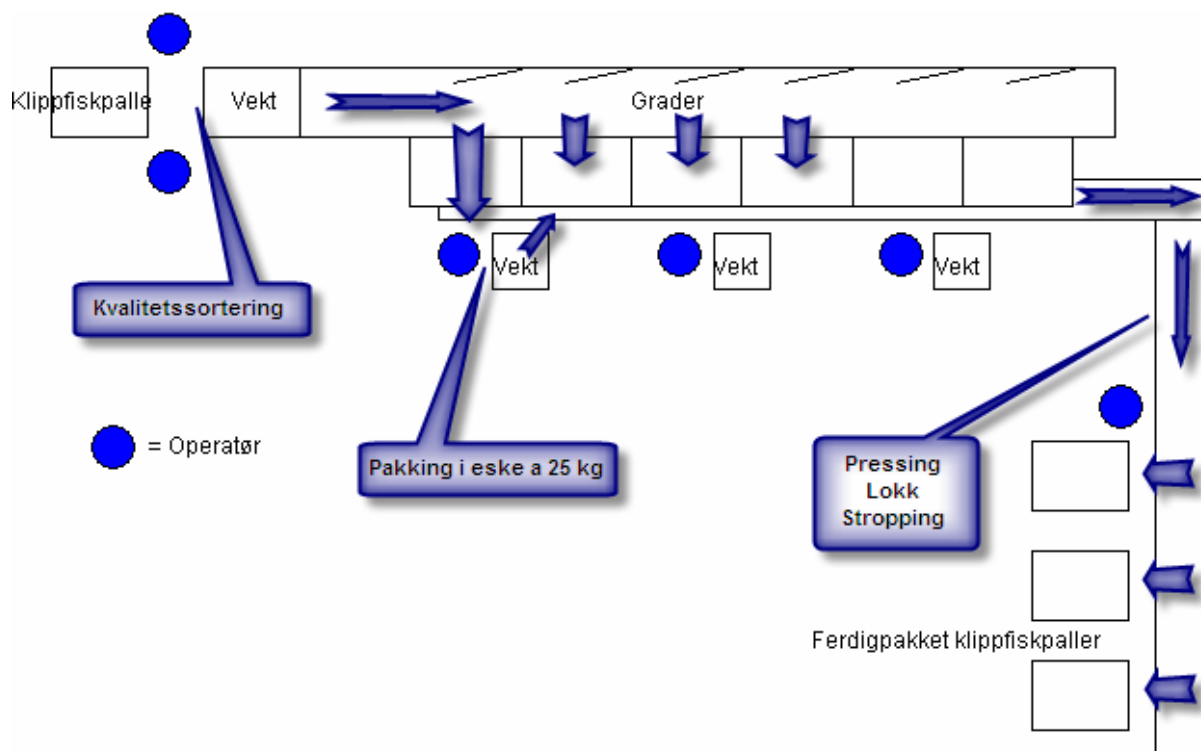 Klippfiskpalle
Vekt
Grader
Vekt
Vekt
Vekt
Kvalitetssortering
= Operatør
Pakking i eske a 25 kg
Pressing
Lokk
Stropping
Ferdigpakket klippfiskpaller